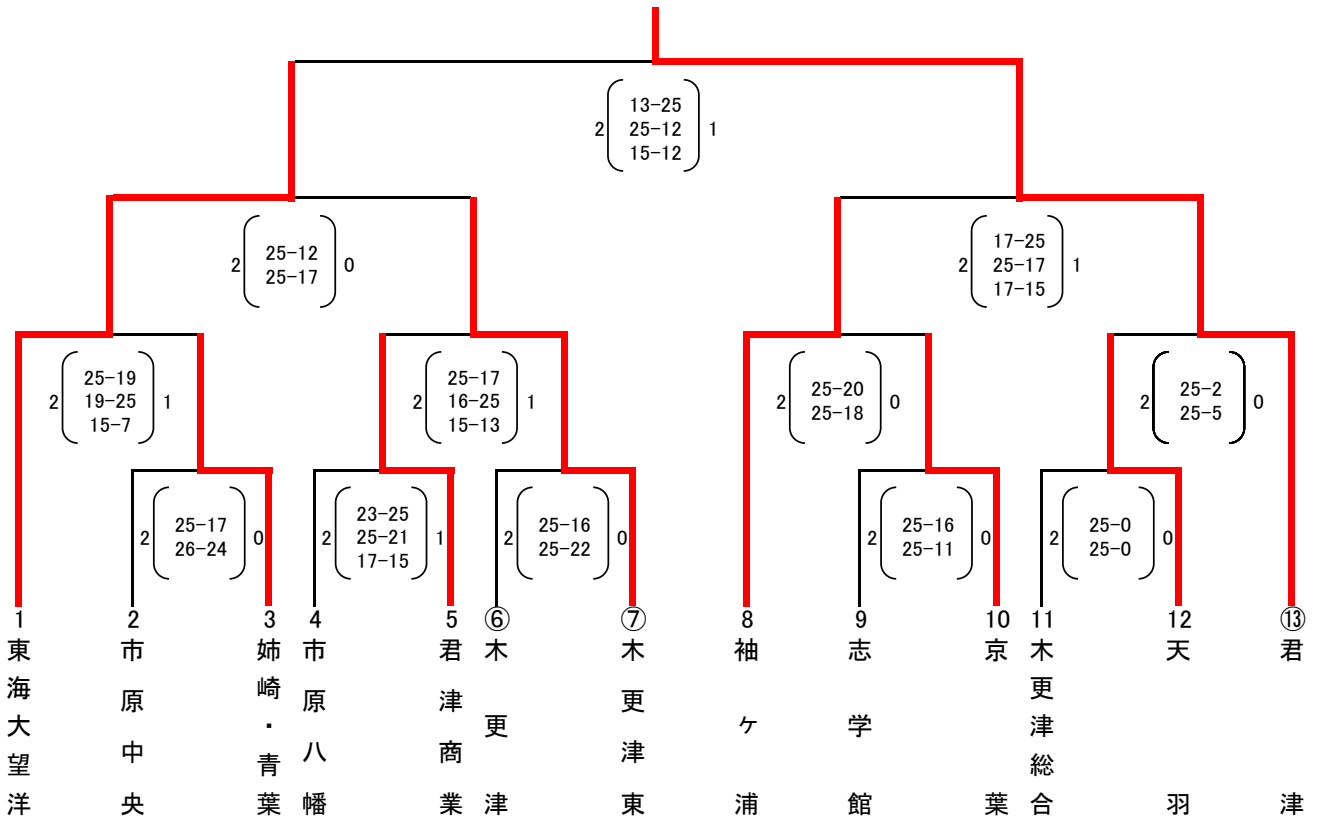 13-25
2 25-12 1
15-12
25-12
2 0
25-17
17-25
2 25-17 1
17-15
25-19
2 19-25 1
15-7
25-17
2 16-25 1
15-13
25-20
2 0
25-18
25-2
2 0
25-5
25-17
2 0
26-24
23-25
2 25-21 1
17-15
25-16
2 0
25-22
25-16
2 0
25-11
25-0
2 0
25-0
1 東海大望洋
2 市原中央
3 姉崎・青葉
4 市原八幡
5 君津商業
⑥ 木更津
⑦ 木更津東
8 袖ヶ浦
9 志学館
10 京葉
11 木更津総合
12 天羽
⑬ 君津